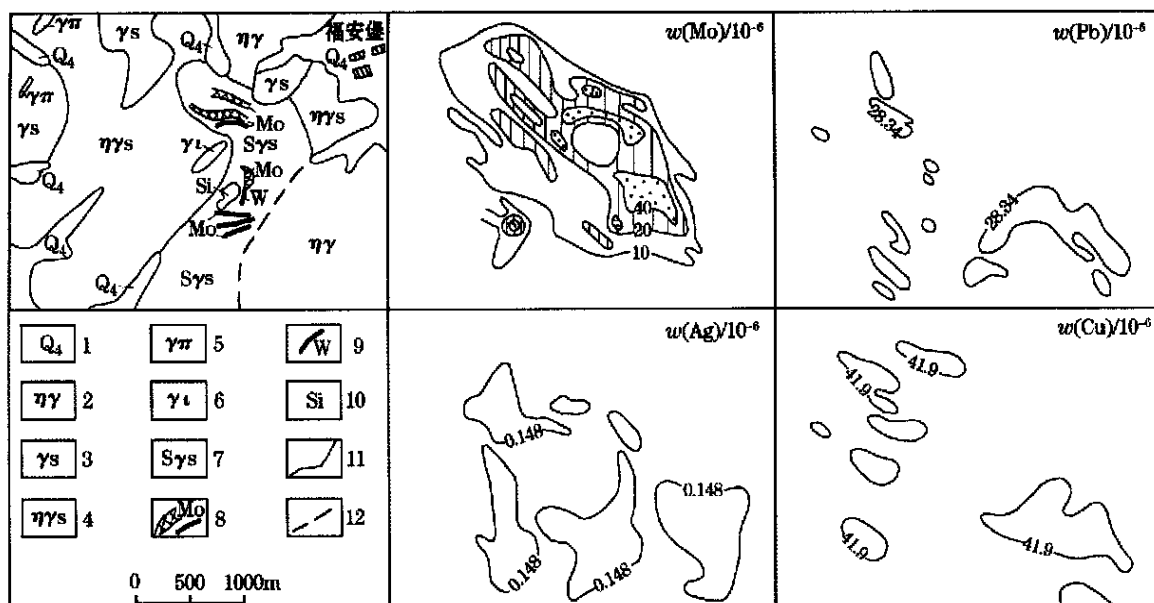 γπ
γs
Q₄
ηγ
福安堡
Q₄
Q₄
γs
γπ
γs
ηγs
Mo
Sγs
ηγs
γι
Mo
Q₄
Si
W
Mo
Q₄
ηγ
Q₄
Sγs
w(Mo)/10⁻⁶
40
20
10
w(Pb)/10⁻⁶
28.34
28.34
w(Ag)/10⁻⁶
0.148
0.148
0.148
0.148
w(Cu)/10⁻⁶
41.9
41.9
41.9
41.9
Q₄ 1
γπ 5
W 9
ηγ 2
γι 6
Si 10
γs 3
Sγs 7
11
ηγs 4
Mo 8
12
0 500 1000m